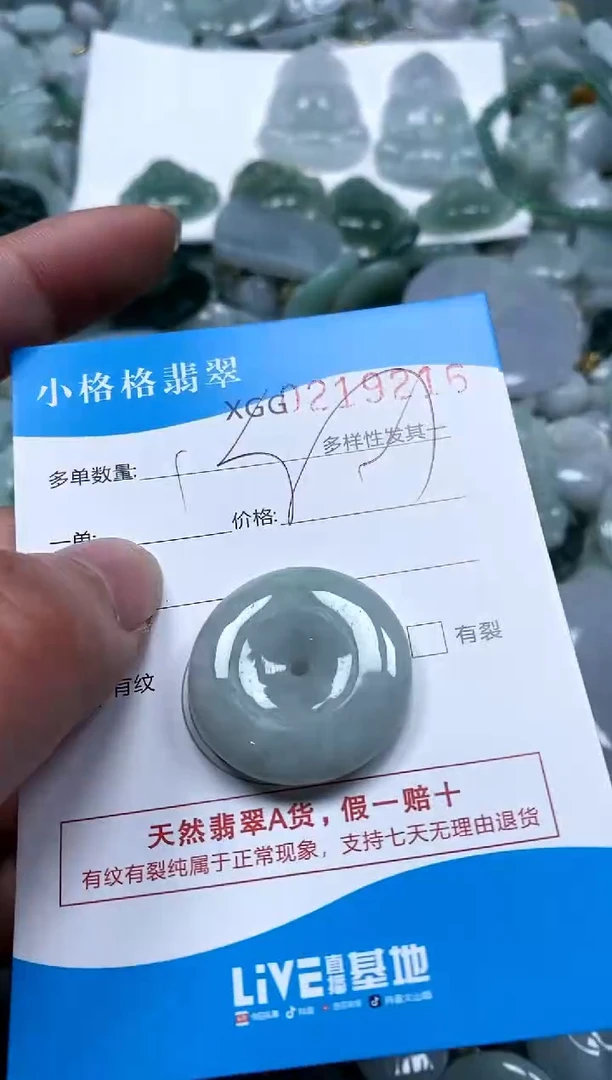 小格格翡翠
XGG 0219216
多单数量:
多样性发其一
一单:
价格:
有裂
有纹
天然翡翠A货，假一赔十
有纹有裂纯属于正常现象，支持七天无理由退货
LiVE直播基地